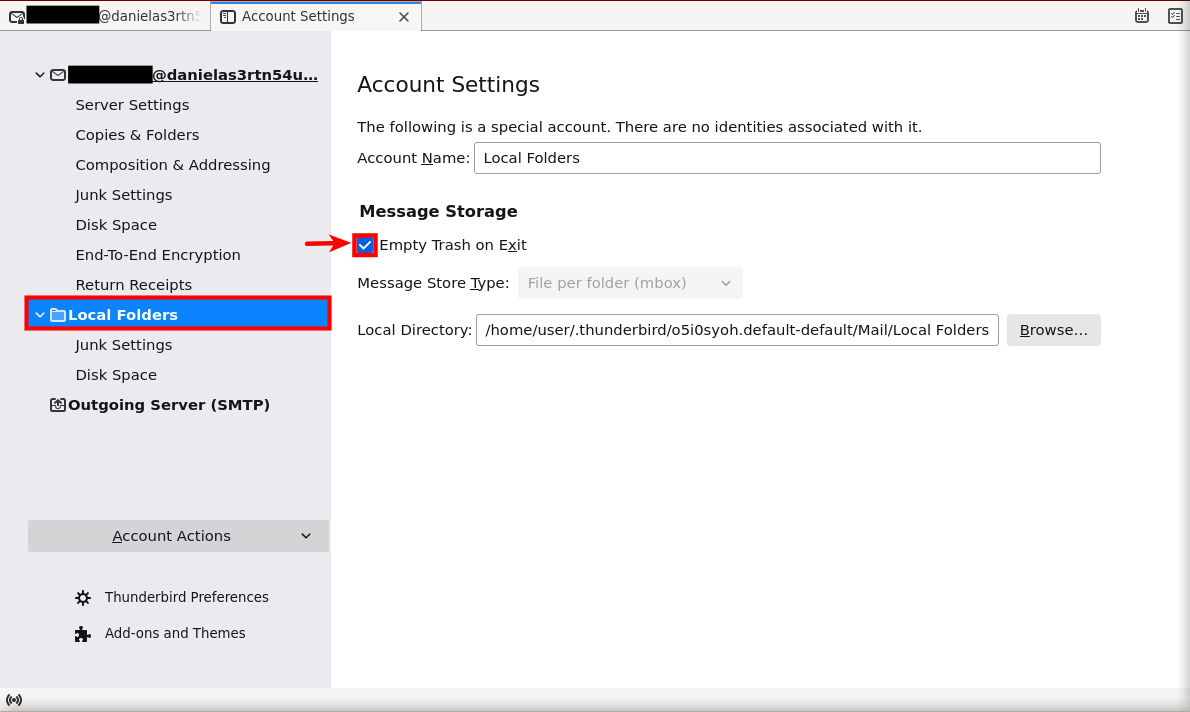 @danielas3rtn5
Account Settings
@danielas3rtn54u...
Server Settings
Copies & Folders
Composition & Addressing
Junk Settings
Disk Space
End-To-End Encryption
Return Receipts
Local Folders
Junk Settings
Disk Space
Outgoing Server (SMTP)
Account Actions
Thunderbird Preferences
Add-ons and Themes
Account Settings
The following is a special account. There are no identities associated with it.
Account Name: Local Folders
Message Storage
Empty Trash on Exit
Message Store Type: File per folder (mbox)
Local Directory: /home/user/.thunderbird/o5i0syoh.default-default/Mail/Local Folders Browse...